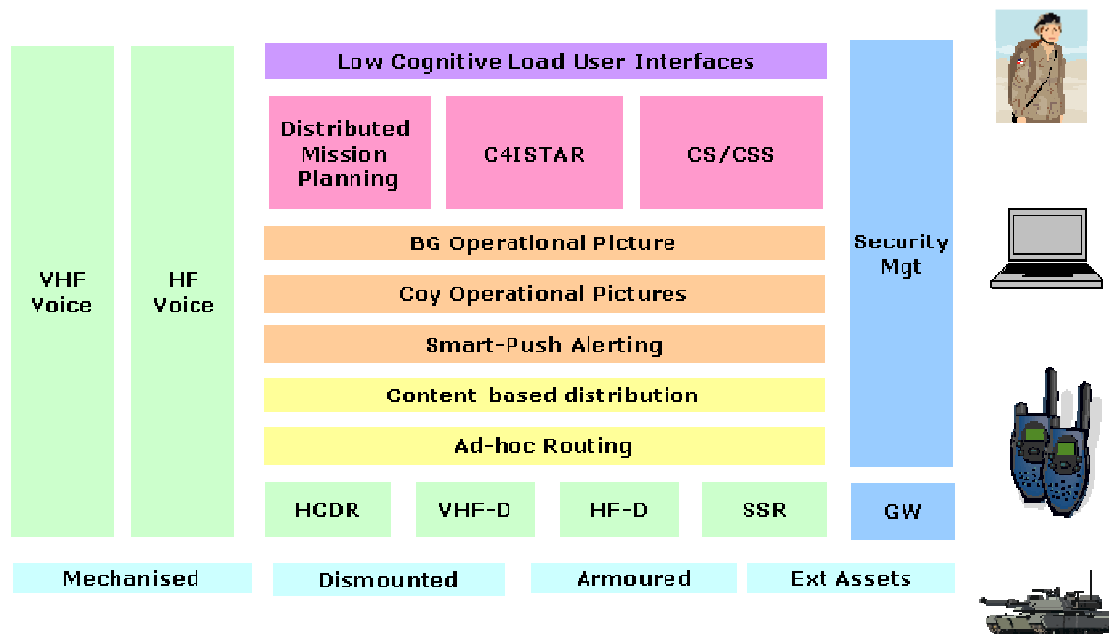 Low Cognitive Load User Interfaces
Distributed
Mission
Planning
C4ISTAR
CS/CSS
BG Operational Picture
Security
Mgt
VHF
Voice
HF
Voice
Coy Operational Pictures
Smart-Push Alerting
Content based distribution
Ad-hoc Routing
HCDR
VHF-D
HF-D
SSR
GW
Mechanised
Dismounted
Armoured
Ext Assets